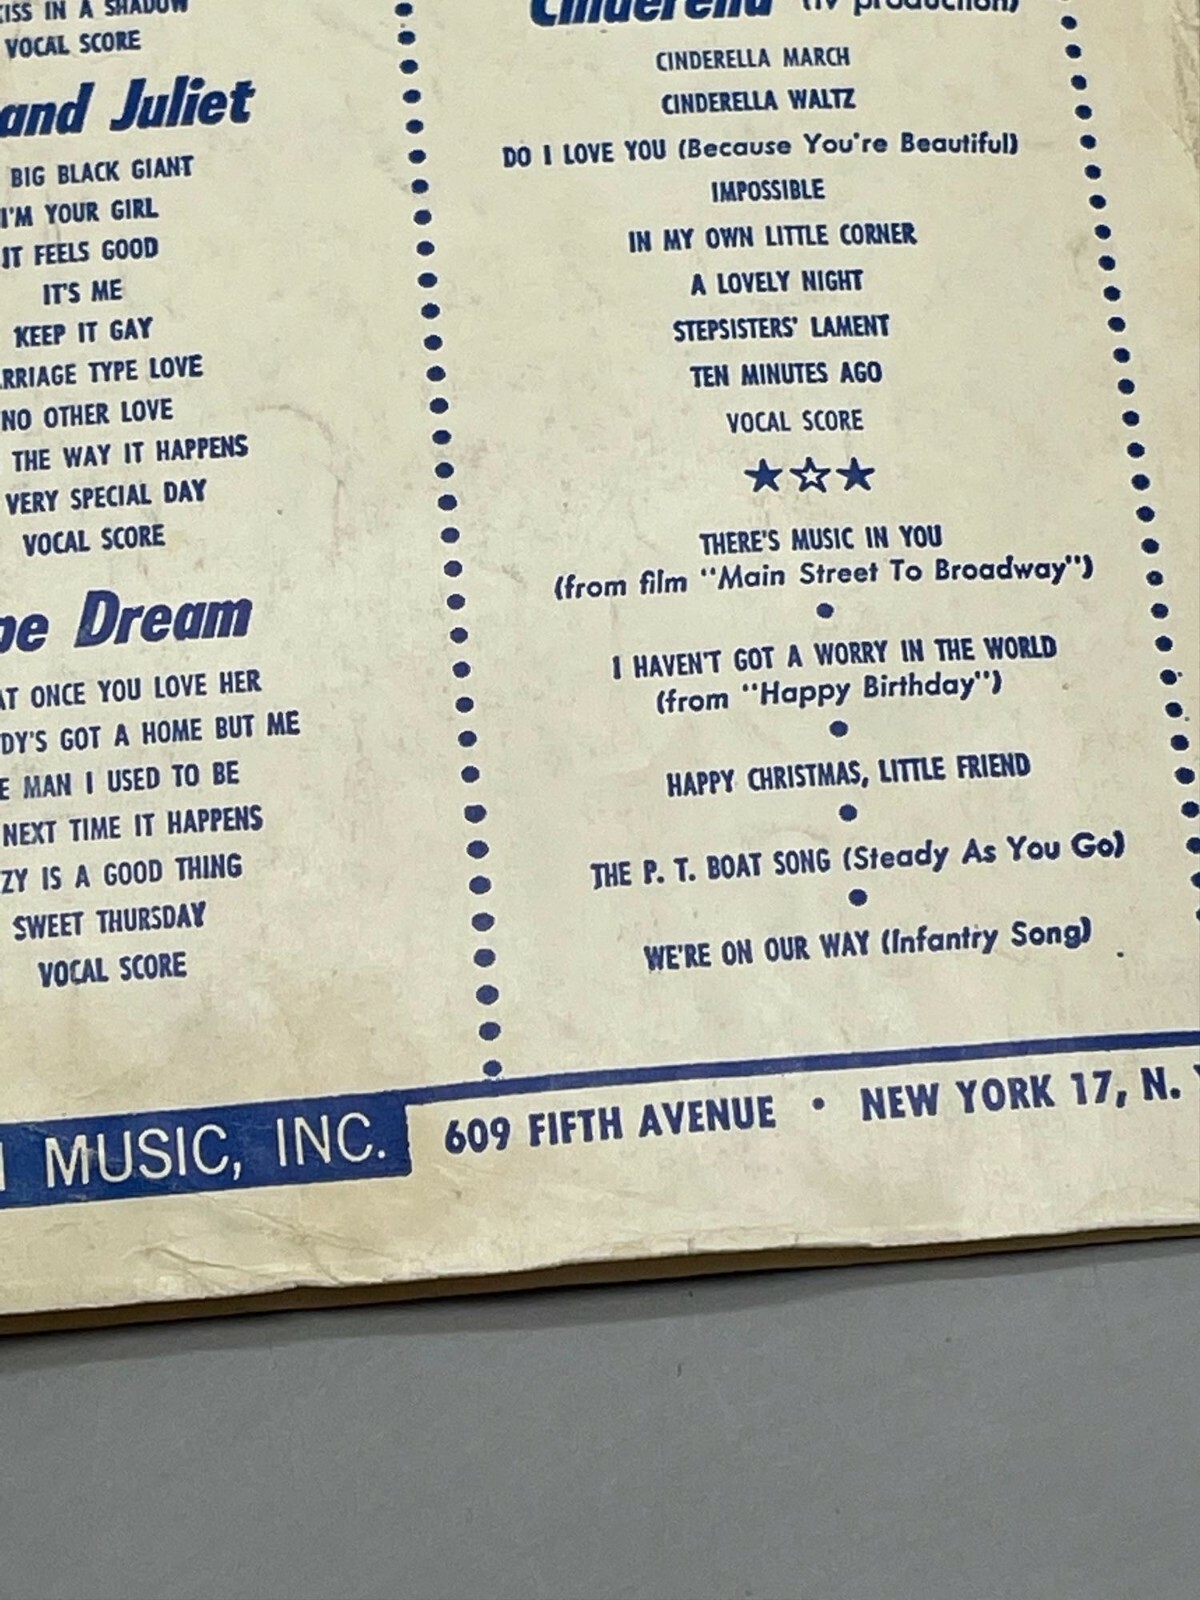 KISS IN A SHADOW
VOCAL SCORE
and Juliet
BIG BLACK GIANT
I'M YOUR GIRL
IT FEELS GOOD
IT'S ME
KEEP IT GAY
RRIAGE TYPE LOVE
NO OTHER LOVE
THE WAY IT HAPPENS
VERY SPECIAL DAY
VOCAL SCORE
pe Dream
AT ONCE YOU LOVE HER
DY'S GOT A HOME BUT ME
E MAN I USED TO BE
NEXT TIME IT HAPPENS
ZY IS A GOOD THING
SWEET THURSDAY
VOCAL SCORE
Cinderella (TV production)
CINDERELLA MARCH
CINDERELLA WALTZ
DO I LOVE YOU (Because You're Beautiful)
IMPOSSIBLE
IN MY OWN LITTLE CORNER
A LOVELY NIGHT
STEPSISTERS' LAMENT
TEN MINUTES AGO
VOCAL SCORE
THERE'S MUSIC IN YOU
(from film "Main Street To Broadway")
I HAVEN'T GOT A WORRY IN THE WORLD
(from "Happy Birthday")
HAPPY CHRISTMAS, LITTLE FRIEND
THE P. T. BOAT SONG (Steady As You Go)
WE'RE ON OUR WAY (Infantry Song)
MUSIC, INC. 609 FIFTH AVENUE • NEW YORK 17, N. Y